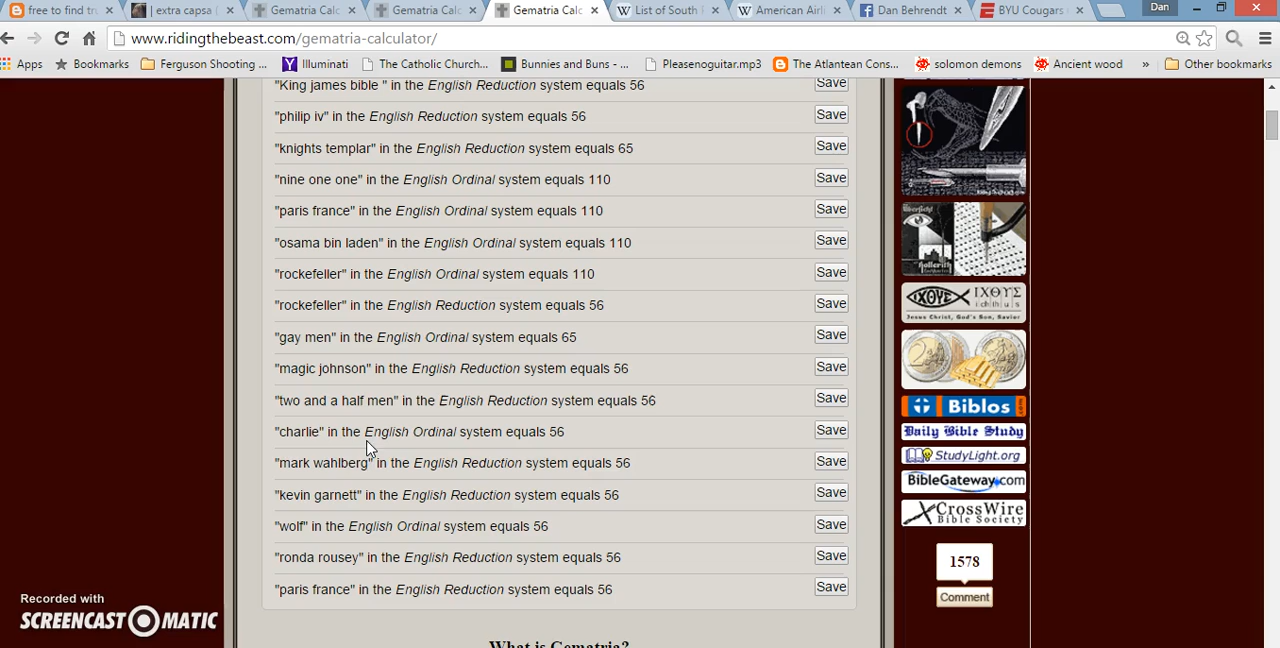 free to find tru
| extra capsa (
Gematria Calc
Gematria Calc
Gematria Calc
List of South P
American Airli
Dan Behrendt
BYU Cougars
Dan
www.ridingthebeast.com/gematria-calculator/
Apps
Bookmarks
Ferguson Shooting ...
Illuminati
The Catholic Church...
Bunnies and Buns - ...
Pleasenoguitar.mp3
The Atlantean Cons...
solomon demons
Ancient wood
»
Other bookmarks
"King james bible " in the English Reduction system equals 56 Save
"philip iv" in the English Reduction system equals 56 Save
"knights templar" in the English Reduction system equals 65 Save
"nine one one" in the English Ordinal system equals 110 Save
"paris france" in the English Ordinal system equals 110 Save
"osama bin laden" in the English Ordinal system equals 110 Save
"rockefeller" in the English Ordinal system equals 110 Save
"rockefeller" in the English Reduction system equals 56 Save
"gay men" in the English Ordinal system equals 65 Save
"magic johnson" in the English Reduction system equals 56 Save
"two and a half men" in the English Reduction system equals 56 Save
"charlie" in the English Ordinal system equals 56 Save
"mark wahlberg" in the English Reduction system equals 56 Save
"kevin garnett" in the English Reduction system equals 56 Save
"wolf" in the English Ordinal system equals 56 Save
"ronda rousey" in the English Reduction system equals 56 Save
"paris france" in the English Reduction system equals 56 Save
What is Gematria?
Hollerith
ΙΧΘΥΣ
i ch th u s
Jesus Christ, God's Son, Savior
Biblos.com
Daily Bible Study
StudyLight.org
BibleGateway.com
CrossWire
Bible Society
1578
Comment
Recorded with
SCREENCAST-O-MATIC